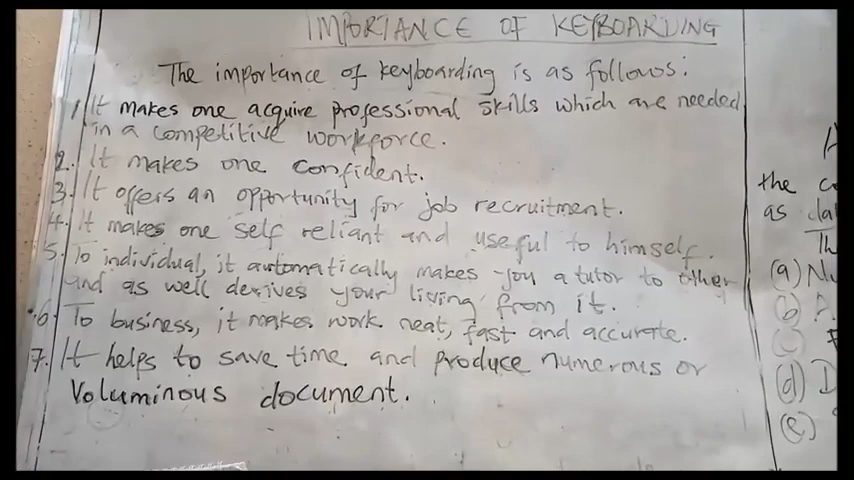 IMPORTANCE OF KEYBOARDING
The importance of keyboarding is as follows:
1. It makes one acquire professional skills which are needed
in a competitive workforce.
2. It makes one confident.
3. It offers an opportunity for job recruitment.
4. It makes one self reliant and useful to himself.
5. To individual, it automatically makes you a tutor to other
and as well derives your living from it.
6. To business, it makes work neat, fast and accurate.
7. It helps to save time and produce numerous or
Voluminous document.
the
as
(a)
(b)
(c)
(d)
(e)